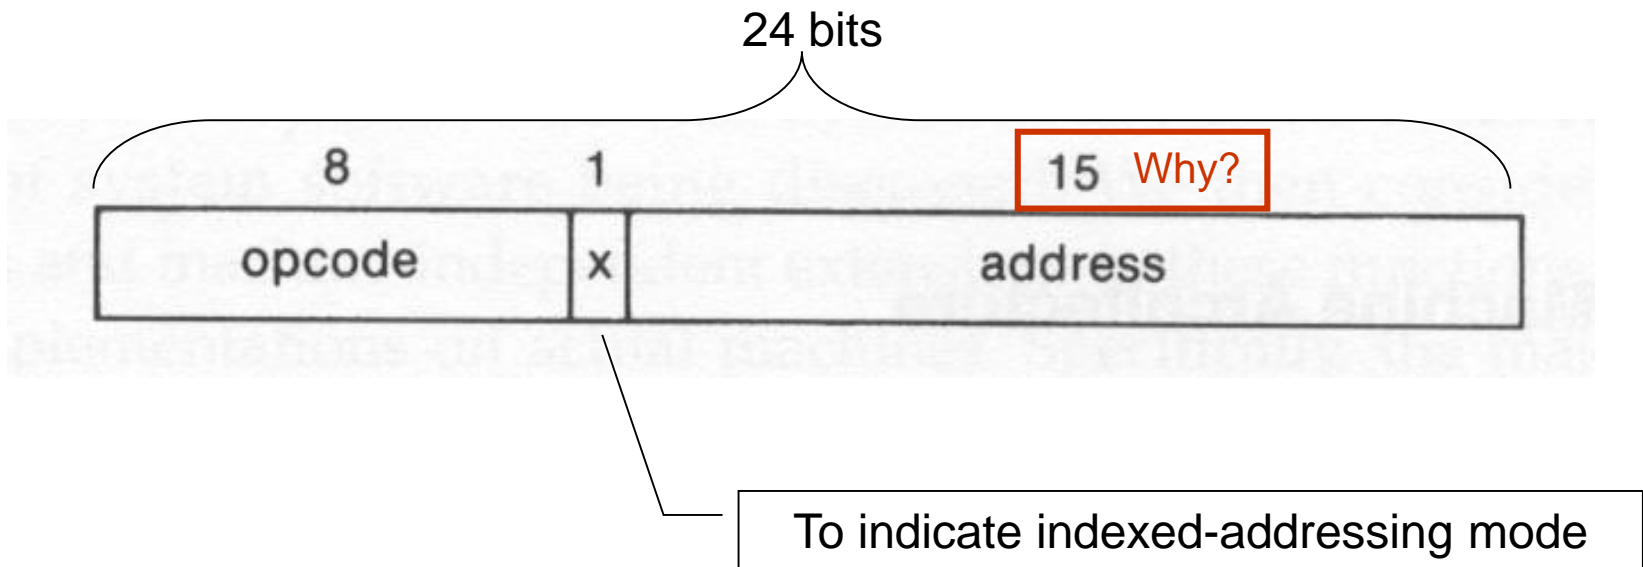 24 bits
8 1 15 Why?
opcode x address
To indicate indexed-addressing mode